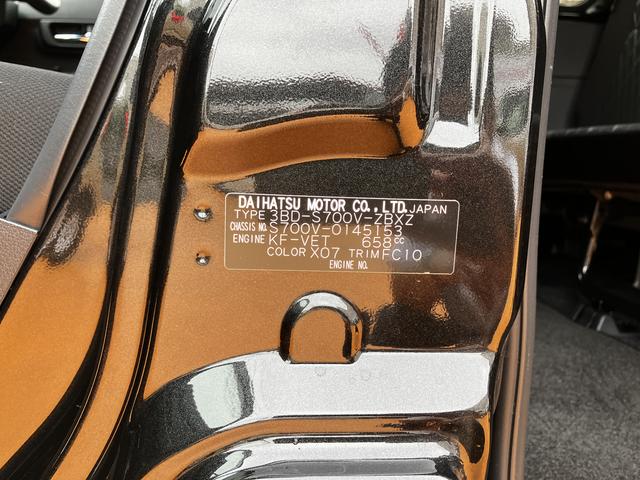 DAIHATSU MOTOR CO., LTD. JAPAN
TYPE 3BD-S700V-ZBXZ
CHASSIS NO. S700V-0145153
ENGINE KF-VET 658cc
COLOR X07 TRIM FC10
ENGINE NO.